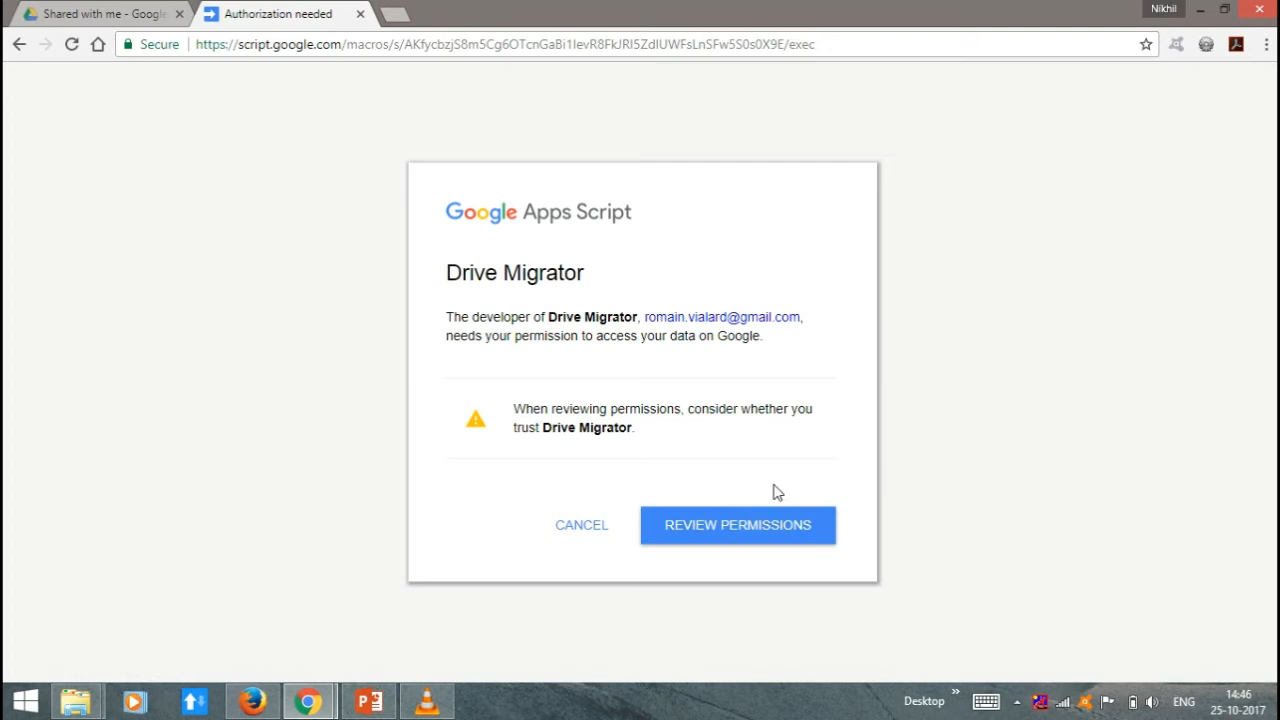 Shared with me - Google
Authorization needed
Nikhil
Secure
https://script.google.com/macros/s/AKfycbzjS8m5Cg6OTcrGaBi1IevR8FkJRI5ZdIUWFsLnSFw5S0s0X9E/exec
Google Apps Script
Drive Migrator
The developer of Drive Migrator, romain.vialard@gmail.com,
needs your permission to access your data on Google.
When reviewing permissions, consider whether you
trust Drive Migrator.
CANCEL
REVIEW PERMISSIONS
Desktop
ENG
14:46
25-10-2017